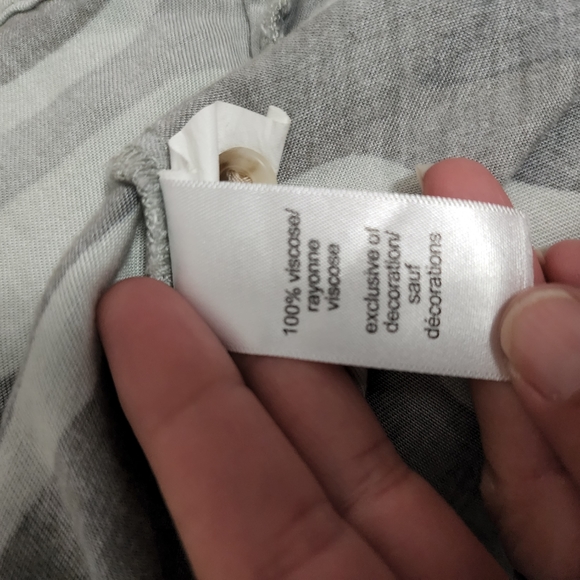 100% viscose/
rayonne
viscose
exclusive of
decoration/
sauf
décorations